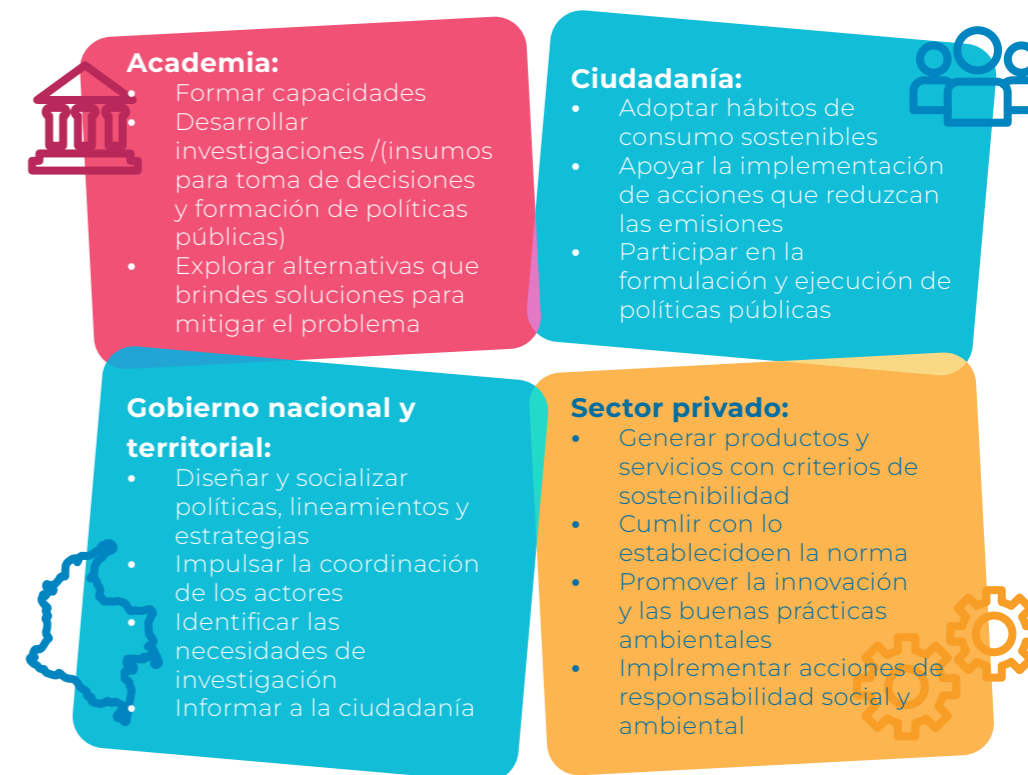 Academia:
• Formar capacidades
• Desarrollar
investigaciones /(insumos
para toma de decisiones
y formación de políticas
públicas)
• Explorar alternativas que
brindes soluciones para
mitigar el problema
Ciudadanía:
• Adoptar hábitos de
consumo sostenibles
• Apoyar la implementación
de acciones que reduzcan
las emisiones
• Participar en la
formulación y ejecución de
políticas públicas
Gobierno nacional y
territorial:
• Diseñar y socializar
políticas, lineamientos y
estrategias
• Impulsar la coordinación
de los actores
• Identificar las
necesidades de
investigación
• Informar a la ciudadanía
Sector privado:
• Generar productos y
servicios con criterios de
sostenibilidad
• Cumlir con lo
establecidoen la norma
• Promover la innovación
y las buenas prácticas
ambientales
• Implrementar acciones de
responsabilidad social y
ambiental